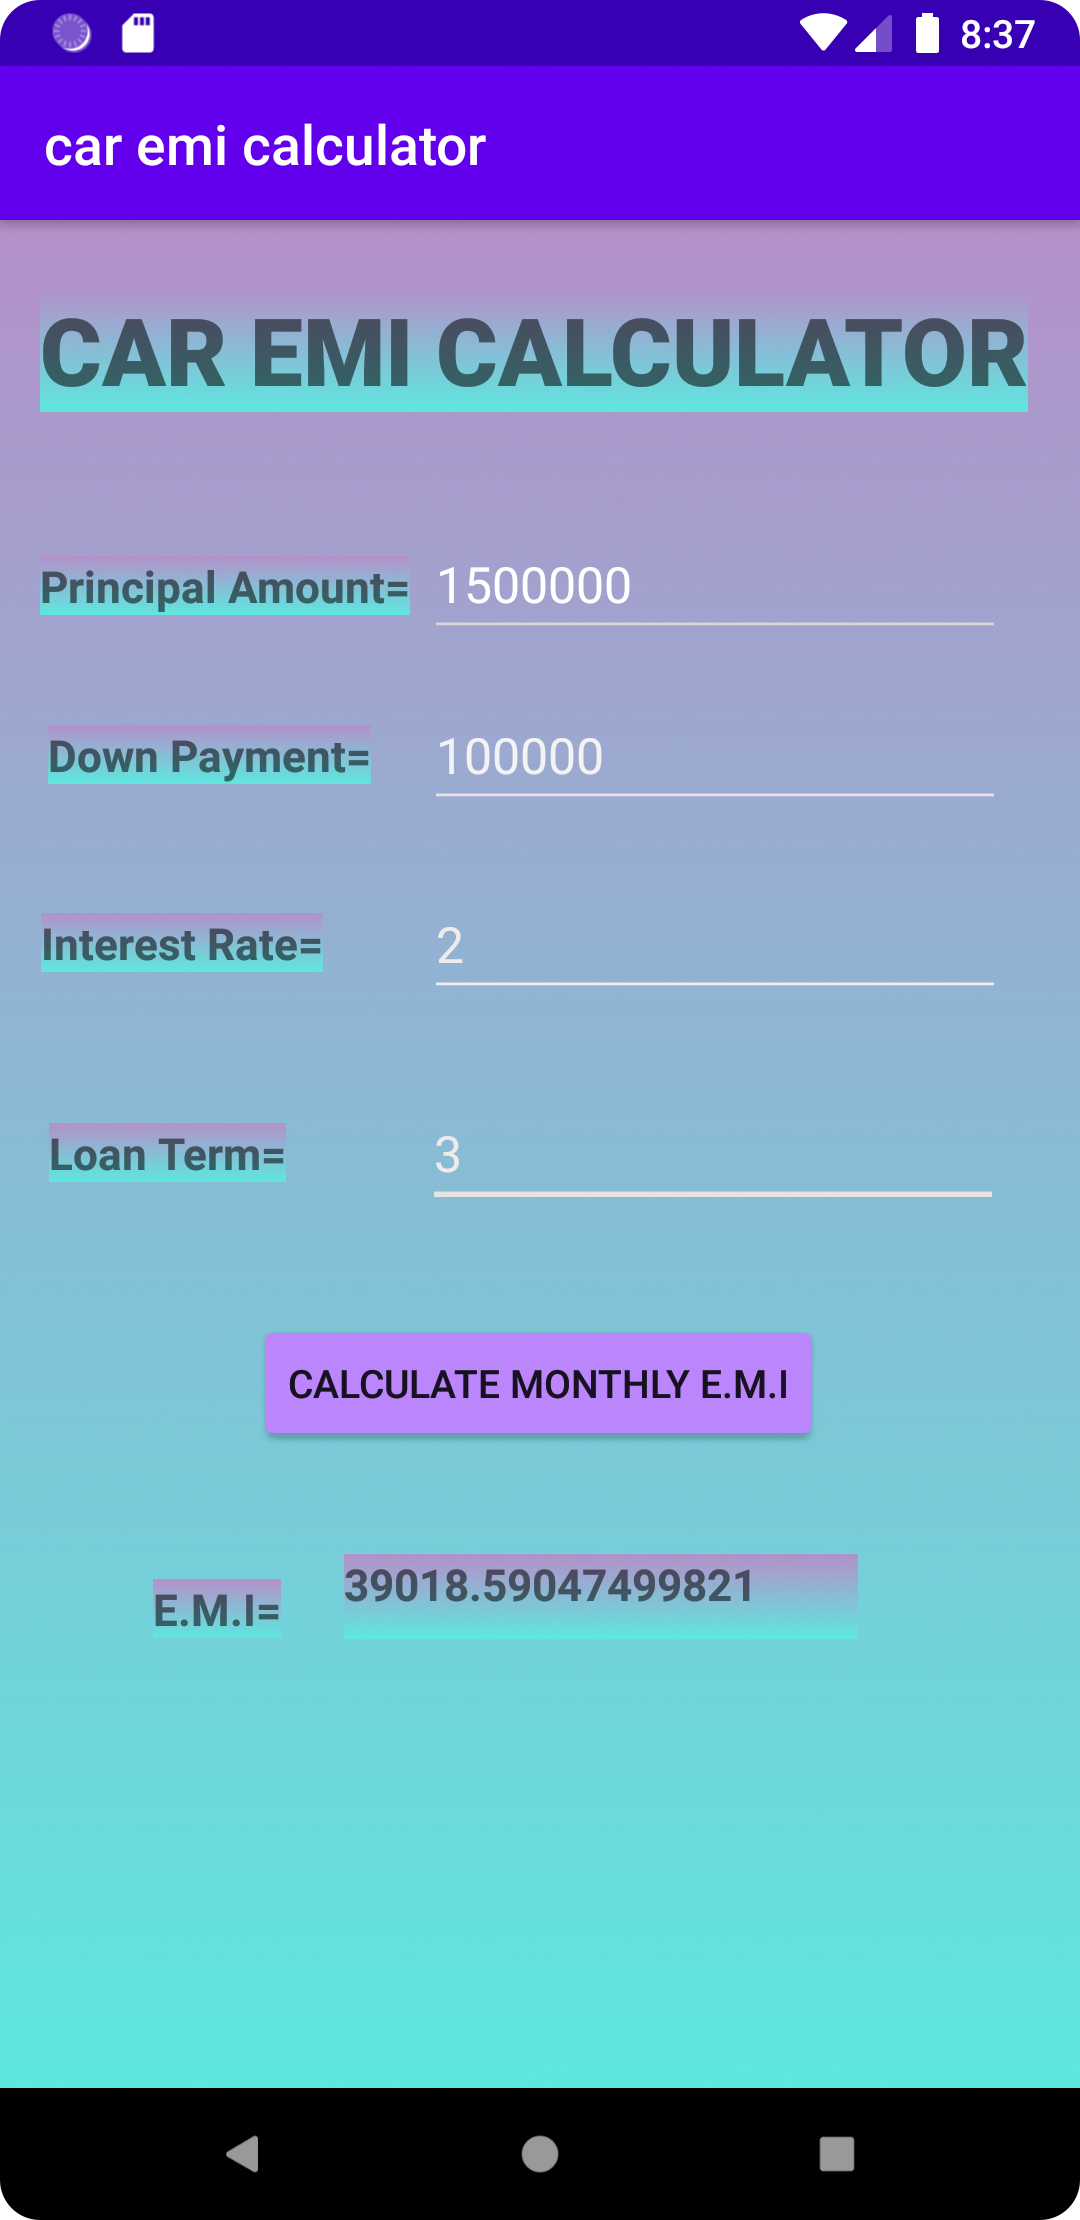 8:37
car emi calculator
CAR EMI CALCULATOR
Principal Amount= 1500000
Down Payment= 100000
Interest Rate= 2
Loan Term= 3
CALCULATE MONTHLY E.M.I
E.M.I= 39018.59047499821